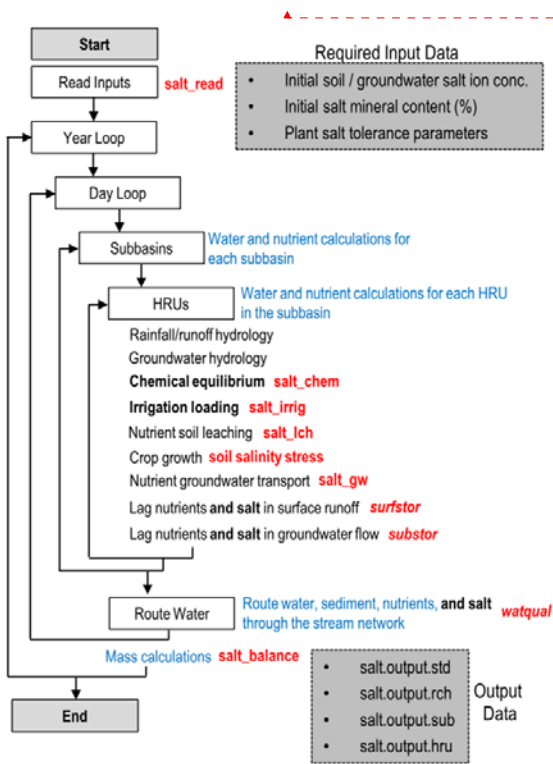 Start
Required Input Data
Read Inputs salt_read
• Initial soil / groundwater salt ion conc.
• Initial salt mineral content (%)
• Plant salt tolerance parameters
Year Loop
Day Loop
Subbasins
Water and nutrient calculations for
each subbasin
HRUs
Water and nutrient calculations for each HRU
in the subbasin
Rainfall/runoff hydrology
Groundwater hydrology
Chemical equilibrium salt_chem
Irrigation loading salt_irrig
Nutrient soil leaching salt_lch
Crop growth soil salinity stress
Nutrient groundwater transport salt_gw
Lag nutrients and salt in surface runoff surfstor
Lag nutrients and salt in groundwater flow substor
Route Water
Route water, sediment, nutrients, and salt watqual
through the stream network
Mass calculations salt_balance
• salt.output.std
• salt.output.rch
• salt.output.sub
• salt.output.hru
Output
Data
End